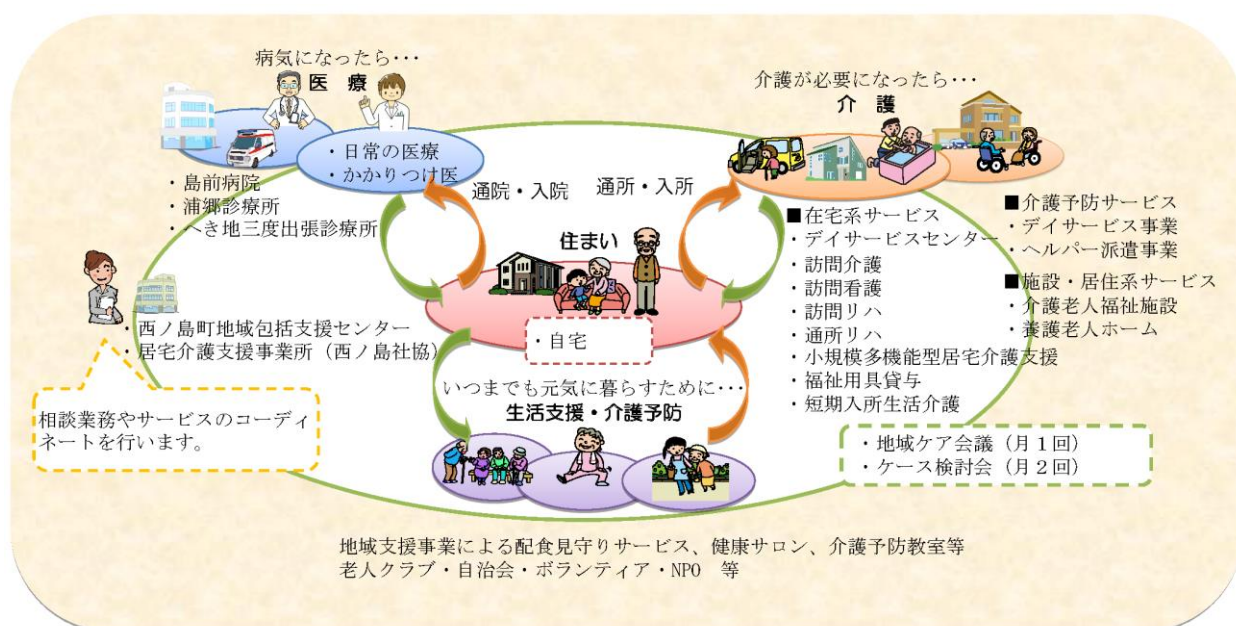 病気になったら・・・
医 療
・日常の医療
・かかりつけ医
・島前病院
・浦郷診療所
・へき地三度出張診療所
通院・入院
通所・入所
介護が必要になったら・・・
介 護
■在宅系サービス
・デイサービスセンター
・訪問介護
・訪問看護
・訪問リハ
・通所リハ
・小規模多機能型居宅介護支援
・福祉用具貸与
・短期入所生活介護
■介護予防サービス
・デイサービス事業
・ヘルパー派遣事業
■施設・居住系サービス
・介護老人福祉施設
・養護老人ホーム
住まい
・自宅
・西ノ島町地域包括支援センター
・居宅介護支援事業所（西ノ島社協）
相談業務やサービスのコーディ
ネートを行います。
いつまでも元気に暮らすために・・・
生活支援・介護予防
・地域ケア会議（月１回）
・ケース検討会（月２回）
地域支援事業による配食見守りサービス、健康サロン、介護予防教室等
老人クラブ・自治会・ボランティア・NPO　等